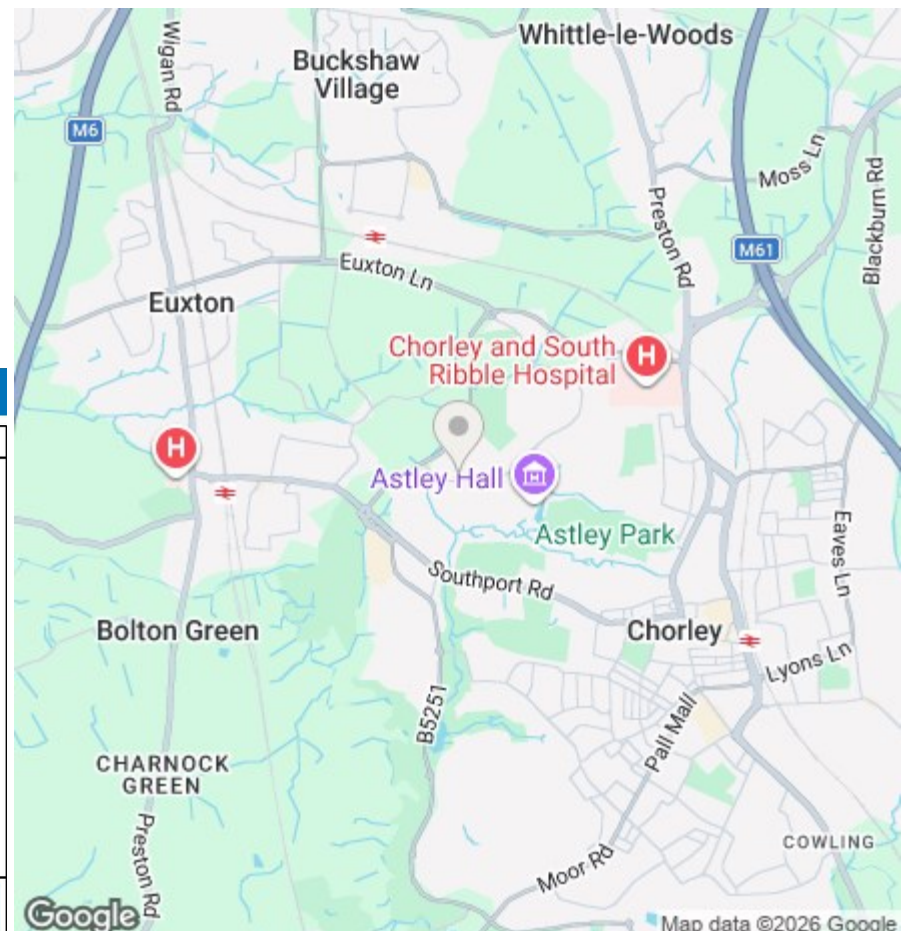 Whittle-le-Woods
Wigan Rd
Buckshaw
Village
M6
Moss Ln
Preston Rd
Blackburn Rd
M61
Euxton Ln
Euxton
Chorley and South
Ribble Hospital
H
H
Astley Hall
Astley Park
Eaves Ln
Southport Rd
Bolton Green
Chorley
Lyons Ln
B5251
Pall Mall
CHARNOCK
GREEN
Preston Rd
COWLING
Moor Rd
Google
Map data ©2026 Google